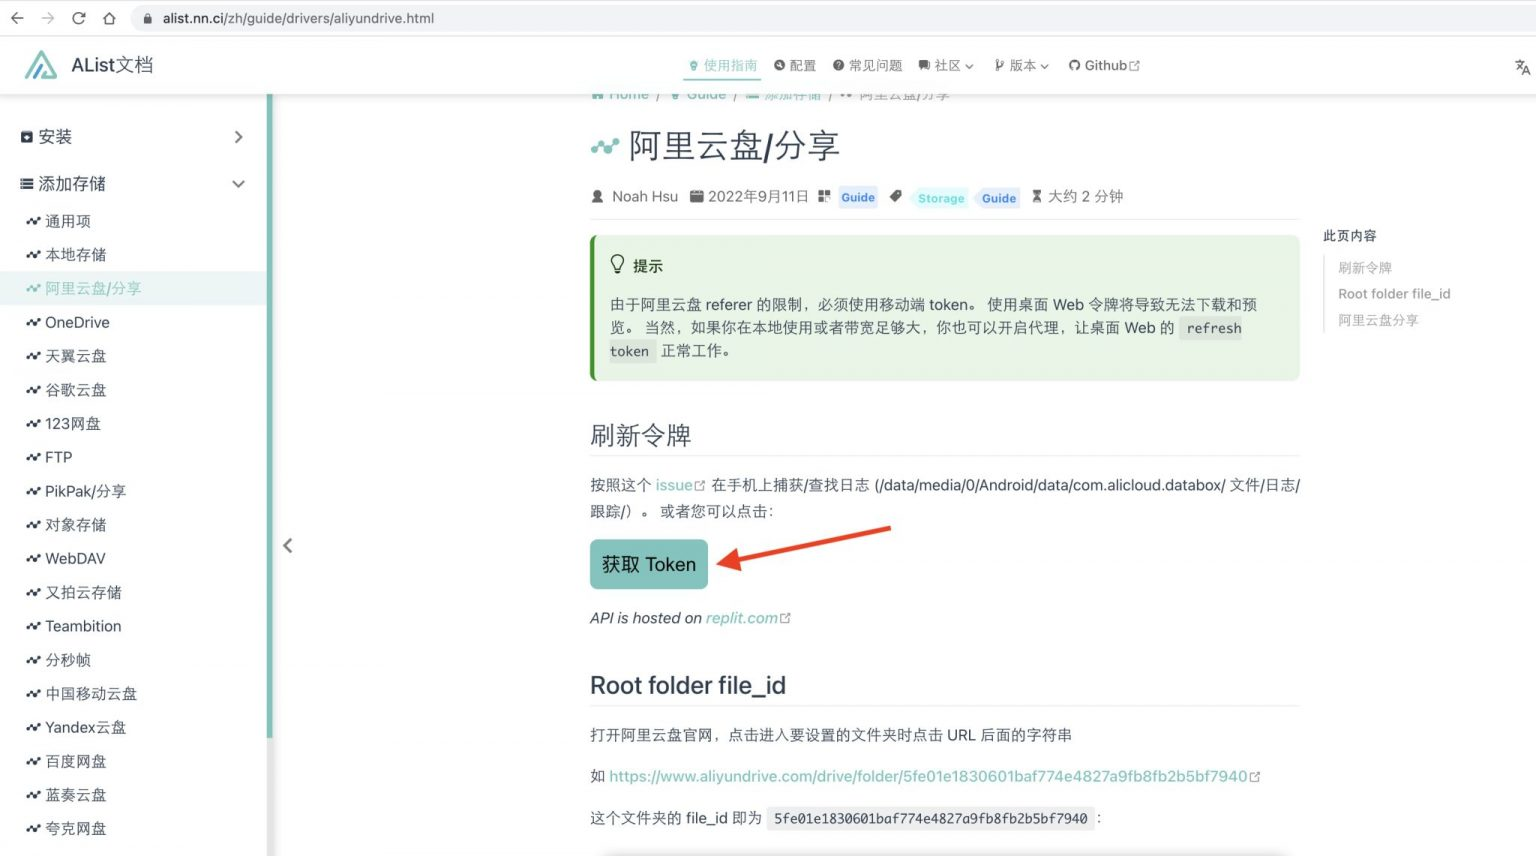 alist.nn.ci/zh/guide/drivers/aliyundrive.html
AList文档
使用指南
配置
常见问题
社区
版本
Github
安装
添加存储
通用项
本地存储
阿里云盘/分享
OneDrive
天翼云盘
谷歌云盘
123网盘
FTP
PikPak/分享
对象存储
WebDAV
又拍云存储
Teambition
分秒帧
中国移动云盘
Yandex云盘
百度网盘
蓝奏云盘
夸克网盘
Home / Guide / 添加存储 / 阿里云盘/分享
阿里云盘/分享
Noah Hsu 2022年9月11日 Guide Storage Guide 大约 2 分钟
提示
由于阿里云盘 referer 的限制，必须使用移动端 token。 使用桌面 Web 令牌将导致无法下载和预
览。 当然，如果你在本地使用或者带宽足够大，你也可以开启代理，让桌面 Web 的 refresh
token 正常工作。
刷新令牌
按照这个 issue 在手机上捕获/查找日志 (/data/media/0/Android/data/com.alicloud.databox/ 文件/日志/
跟踪/）。 或者您可以点击：
获取 Token
API is hosted on replit.com
Root folder file_id
打开阿里云盘官网，点击进入要设置的文件夹时点击 URL 后面的字符串
如 https://www.aliyundrive.com/drive/folder/5fe01e1830601baf774e4827a9fb8fb2b5bf7940
这个文件夹的 file_id 即为 5fe01e1830601baf774e4827a9fb8fb2b5bf7940 ：
此页内容
刷新令牌
Root folder file_id
阿里云盘分享